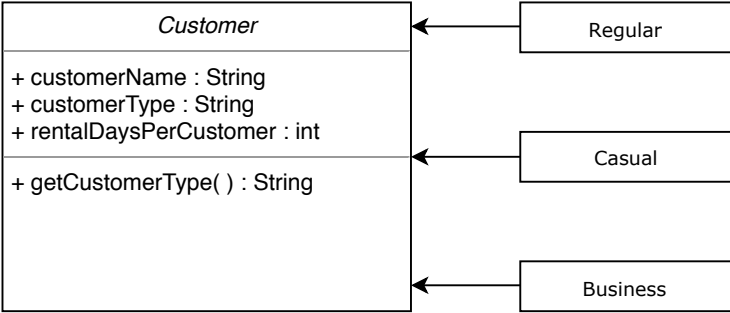 Customer
+ customerName : String
+ customerType : String
+ rentalDaysPerCustomer : int
+ getCustomerType( ) : String
Regular
Casual
Business